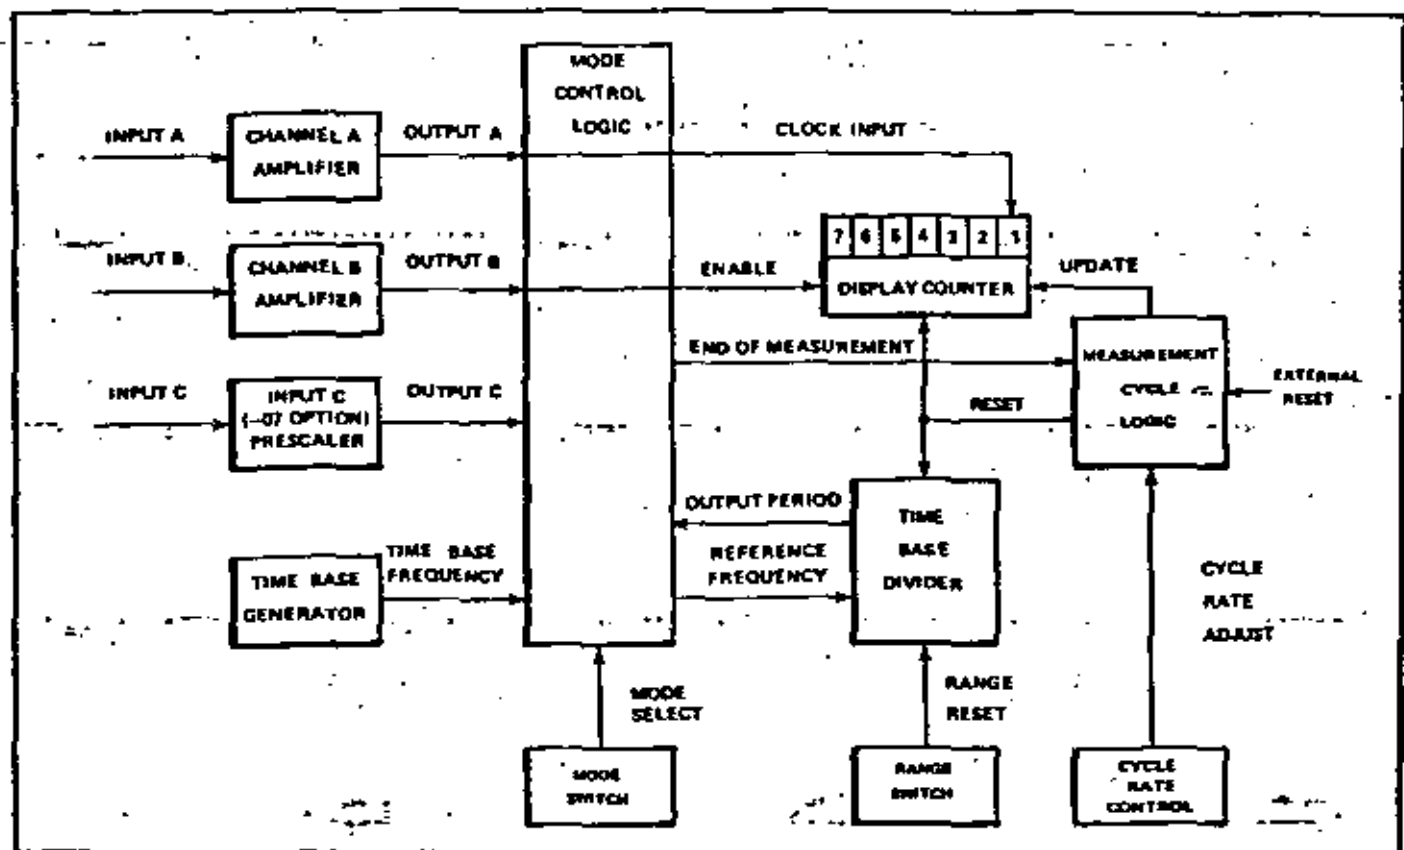 MODE
CONTROL
LOGIC
INPUT A
CHANNEL A
AMPLIFIER
OUTPUT A
CLOCK INPUT
7 6 5 4 3 2 1
DISPLAY COUNTER
INPUT B
CHANNEL B
AMPLIFIER
OUTPUT B
ENABLE
UPDATE
END OF MEASUREMENT
MEASUREMENT
CYCLE
LOGIC
EXTERNAL
RESET
RESET
INPUT C
INPUT C
(-07 OPTION)
PRESCALER
OUTPUT C
OUTPUT PERIOD
TIME
BASE
DIVIDER
TIME BASE
GENERATOR
TIME BASE
FREQUENCY
REFERENCE
FREQUENCY
CYCLE
RATE
ADJUST
MODE
SELECT
RANGE
RESET
MODE
SWITCH
RANGE
SWITCH
CYCLE
RATE
CONTROL